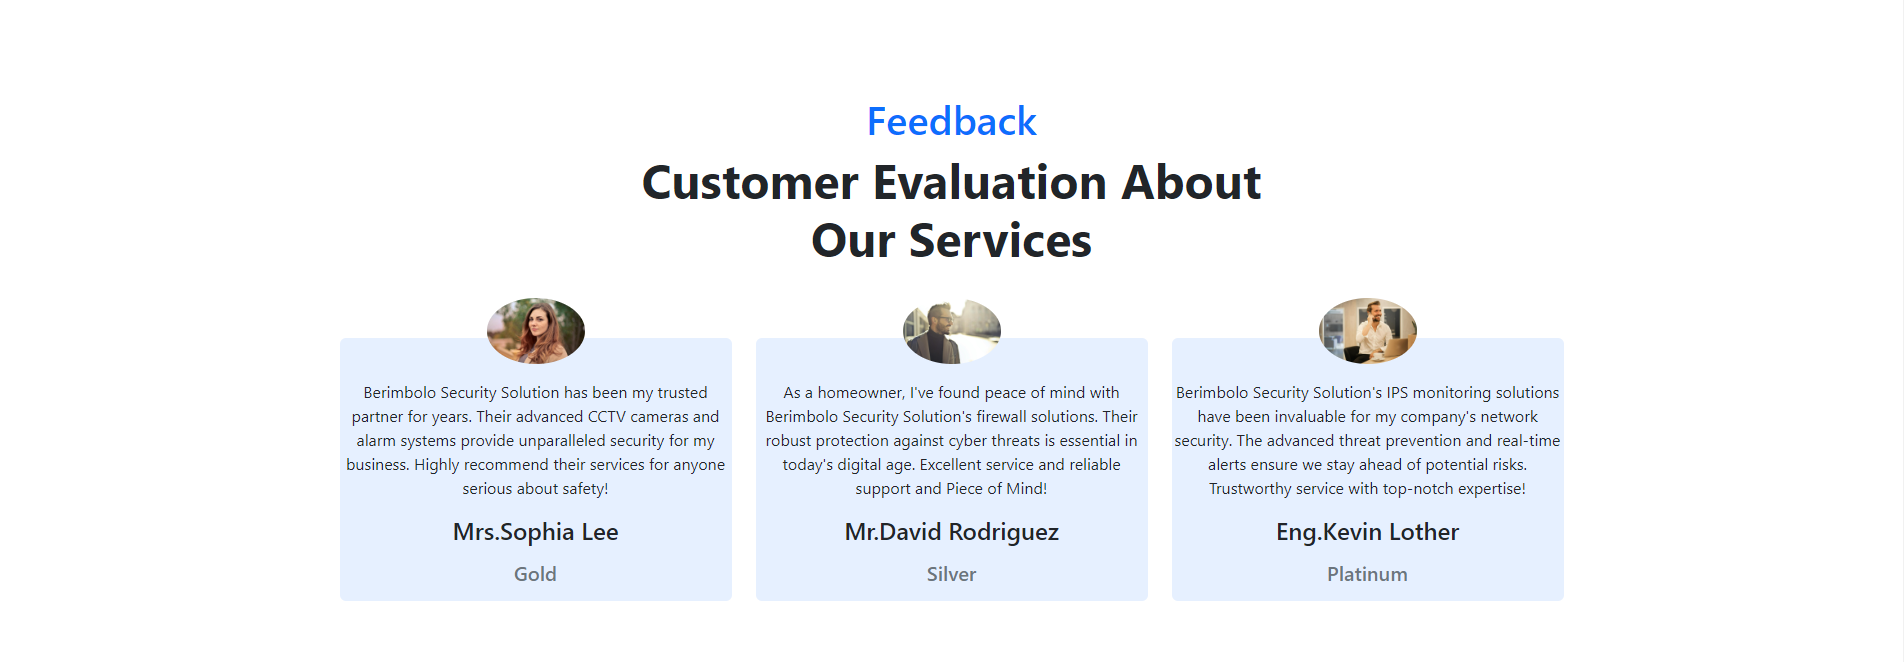 Feedback
Customer Evaluation About
Our Services
Berimbolo Security Solution has been my trusted
partner for years. Their advanced CCTV cameras and
alarm systems provide unparalleled security for my
business. Highly recommend their services for anyone
serious about safety!
Mrs.Sophia Lee
Gold
As a homeowner, I've found peace of mind with
Berimbolo Security Solution's firewall solutions. Their
robust protection against cyber threats is essential in
today's digital age. Excellent service and reliable
support and Piece of Mind!
Mr.David Rodriguez
Silver
Berimbolo Security Solution's IPS monitoring solutions
have been invaluable for my company's network
security. The advanced threat prevention and real-time
alerts ensure we stay ahead of potential risks.
Trustworthy service with top-notch expertise!
Eng.Kevin Lother
Platinum